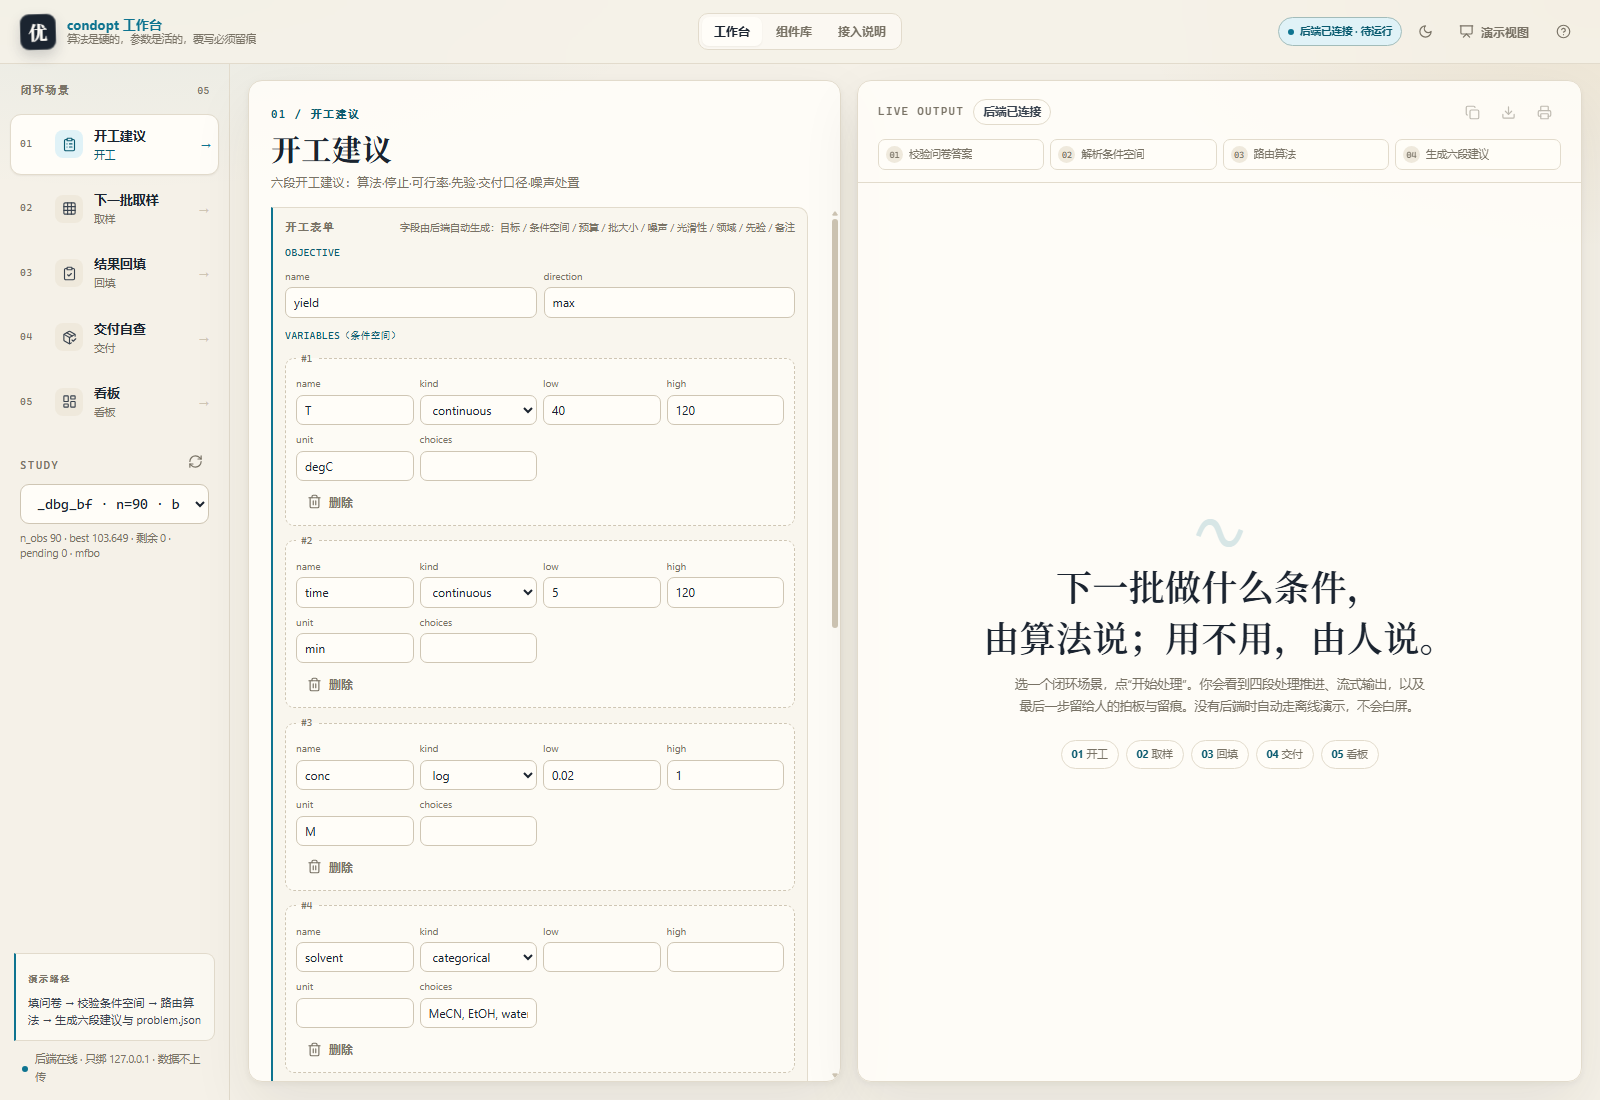 优
condopt 工作台
算法是硬的，参数是活的，覆写必须留痕
工作台 组件库 接入说明
后端已连接 · 待运行
演示视图
闭环场景 05
01 开工建议 →
开工
02 下一批取样 →
取样
03 结果回填 →
回填
04 交付自查 →
交付
05 看板 →
看板
STUDY
_dbg_bf · n=90 · b
n_obs 90 · best 103.649 · 剩余 0 ·
pending 0 · mfbo
演示路径
填问卷 → 校验条件空间 → 路由算
法 → 生成六段建议与 problem.json
后端在线 · 只绑 127.0.0.1 · 数据不上
传
01 / 开工建议
开工建议
六段开工建议：算法·停止·可行率·先验·交付口径·噪声处置
开工表单 字段由后端自动生成：目标 / 条件空间 / 预算 / 批大小 / 噪声 / 光滑性 / 领域 / 先验 / 备注
OBJECTIVE
name direction
yield max
VARIABLES（条件空间）
#1
name kind low high
T continuous 40 120
unit choices
degC
删除
#2
name kind low high
time continuous 5 120
unit choices
min
删除
#3
name kind low high
conc log 0.02 1
unit choices
M
删除
#4
name kind low high
solvent categorical
unit choices
MeCN, EtOH, water
删除
LIVE OUTPUT 后端已连接
01 校验问卷答案
02 解析条件空间
03 路由算法
04 生成六段建议
下一批做什么条件，
由算法说；用不用，由人说。
选一个闭环场景，点“开始处理”。你会看到四段处理推进、流式输出，以及
最后一步留给人的拍板与留痕。没有后端时自动走离线演示，不会白屏。
01 开工 02 取样 03 回填 04 交付 05 看板